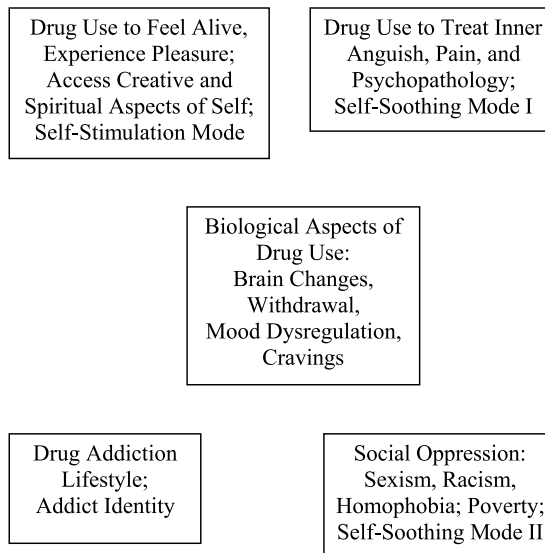 Drug Use to Feel Alive,
Experience Pleasure;
Access Creative and
Spiritual Aspects of Self;
Self-Stimulation Mode
Drug Use to Treat Inner
Anguish, Pain, and
Psychopathology;
Self-Soothing Mode I
Biological Aspects of
Drug Use:
Brain Changes,
Withdrawal,
Mood Dysregulation,
Cravings
Drug Addiction
Lifestyle;
Addict Identity
Social Oppression:
Sexism, Racism,
Homophobia; Poverty;
Self-Soothing Mode II